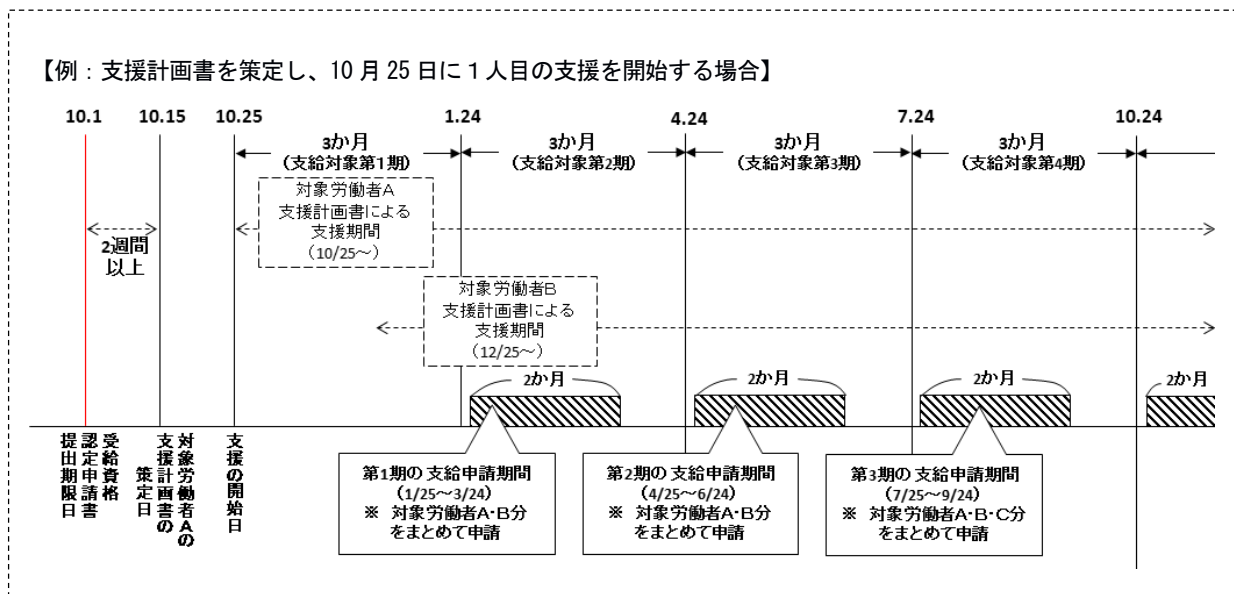 【例：支援計画書を策定し、10月25日に1人目の支援を開始する場合】
10.1
10.15
10.25
1.24
4.24
7.24
10.24
3か月
(支給対象第1期)
3か月
(支給対象第2期)
3か月
(支給対象第3期)
3か月
(支給対象第4期)
2週間
以上
対象労働者A
支援計画書による
支援期間
(10/25～)
対象労働者B
支援計画書による
支援期間
(12/25～)
2か月
2か月
2か月
2か月
受給資格
認定申請書
提出期限日
対象労働者Aの
支援計画書の
策定日
支援の開始日
第1期の支給申請期間
(1/25～3/24)
※ 対象労働者A・B分
をまとめて申請
第2期の支給申請期間
(4/25～6/24)
※ 対象労働者A・B分
をまとめて申請
第3期の支給申請期間
(7/25～9/24)
※ 対象労働者A・B・C分
をまとめて申請